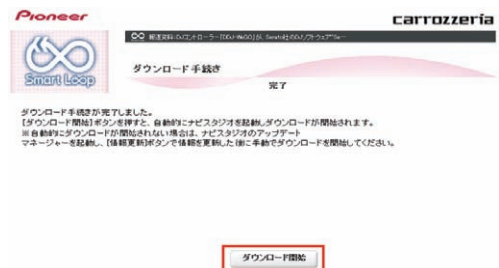 Pioneer
carrozzeria
Smart Loop
ダウンロード手続き
完了
ダウンロード手続きが完了しました。
[ダウンロード開始]ボタンを押すと、自動的にナビスタジオを起動しダウンロードが開始されます。
※自動的にダウンロードが開始されない場合は、ナビスタジオのアップデート
マネージャーを起動し、[情報更新]ボタンで情報を更新した後に手動でダウンロードを開始してください。
ダウンロード開始